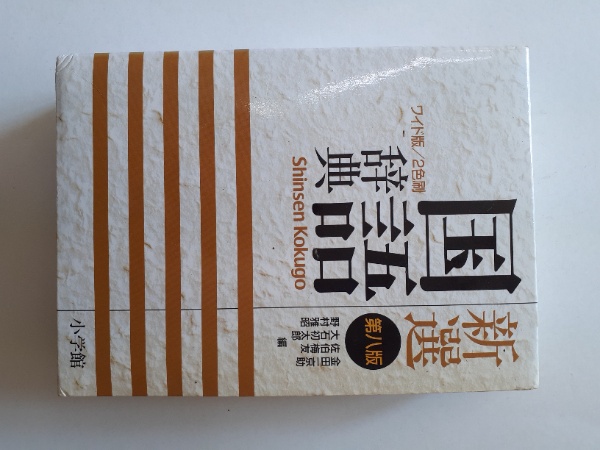 新選
国語
辞典
Shinsen Kokugo
ワイド版/2色刷
第八版
金田一京助
佐伯梅友
大石初太郎
野村雅昭
編
小学館